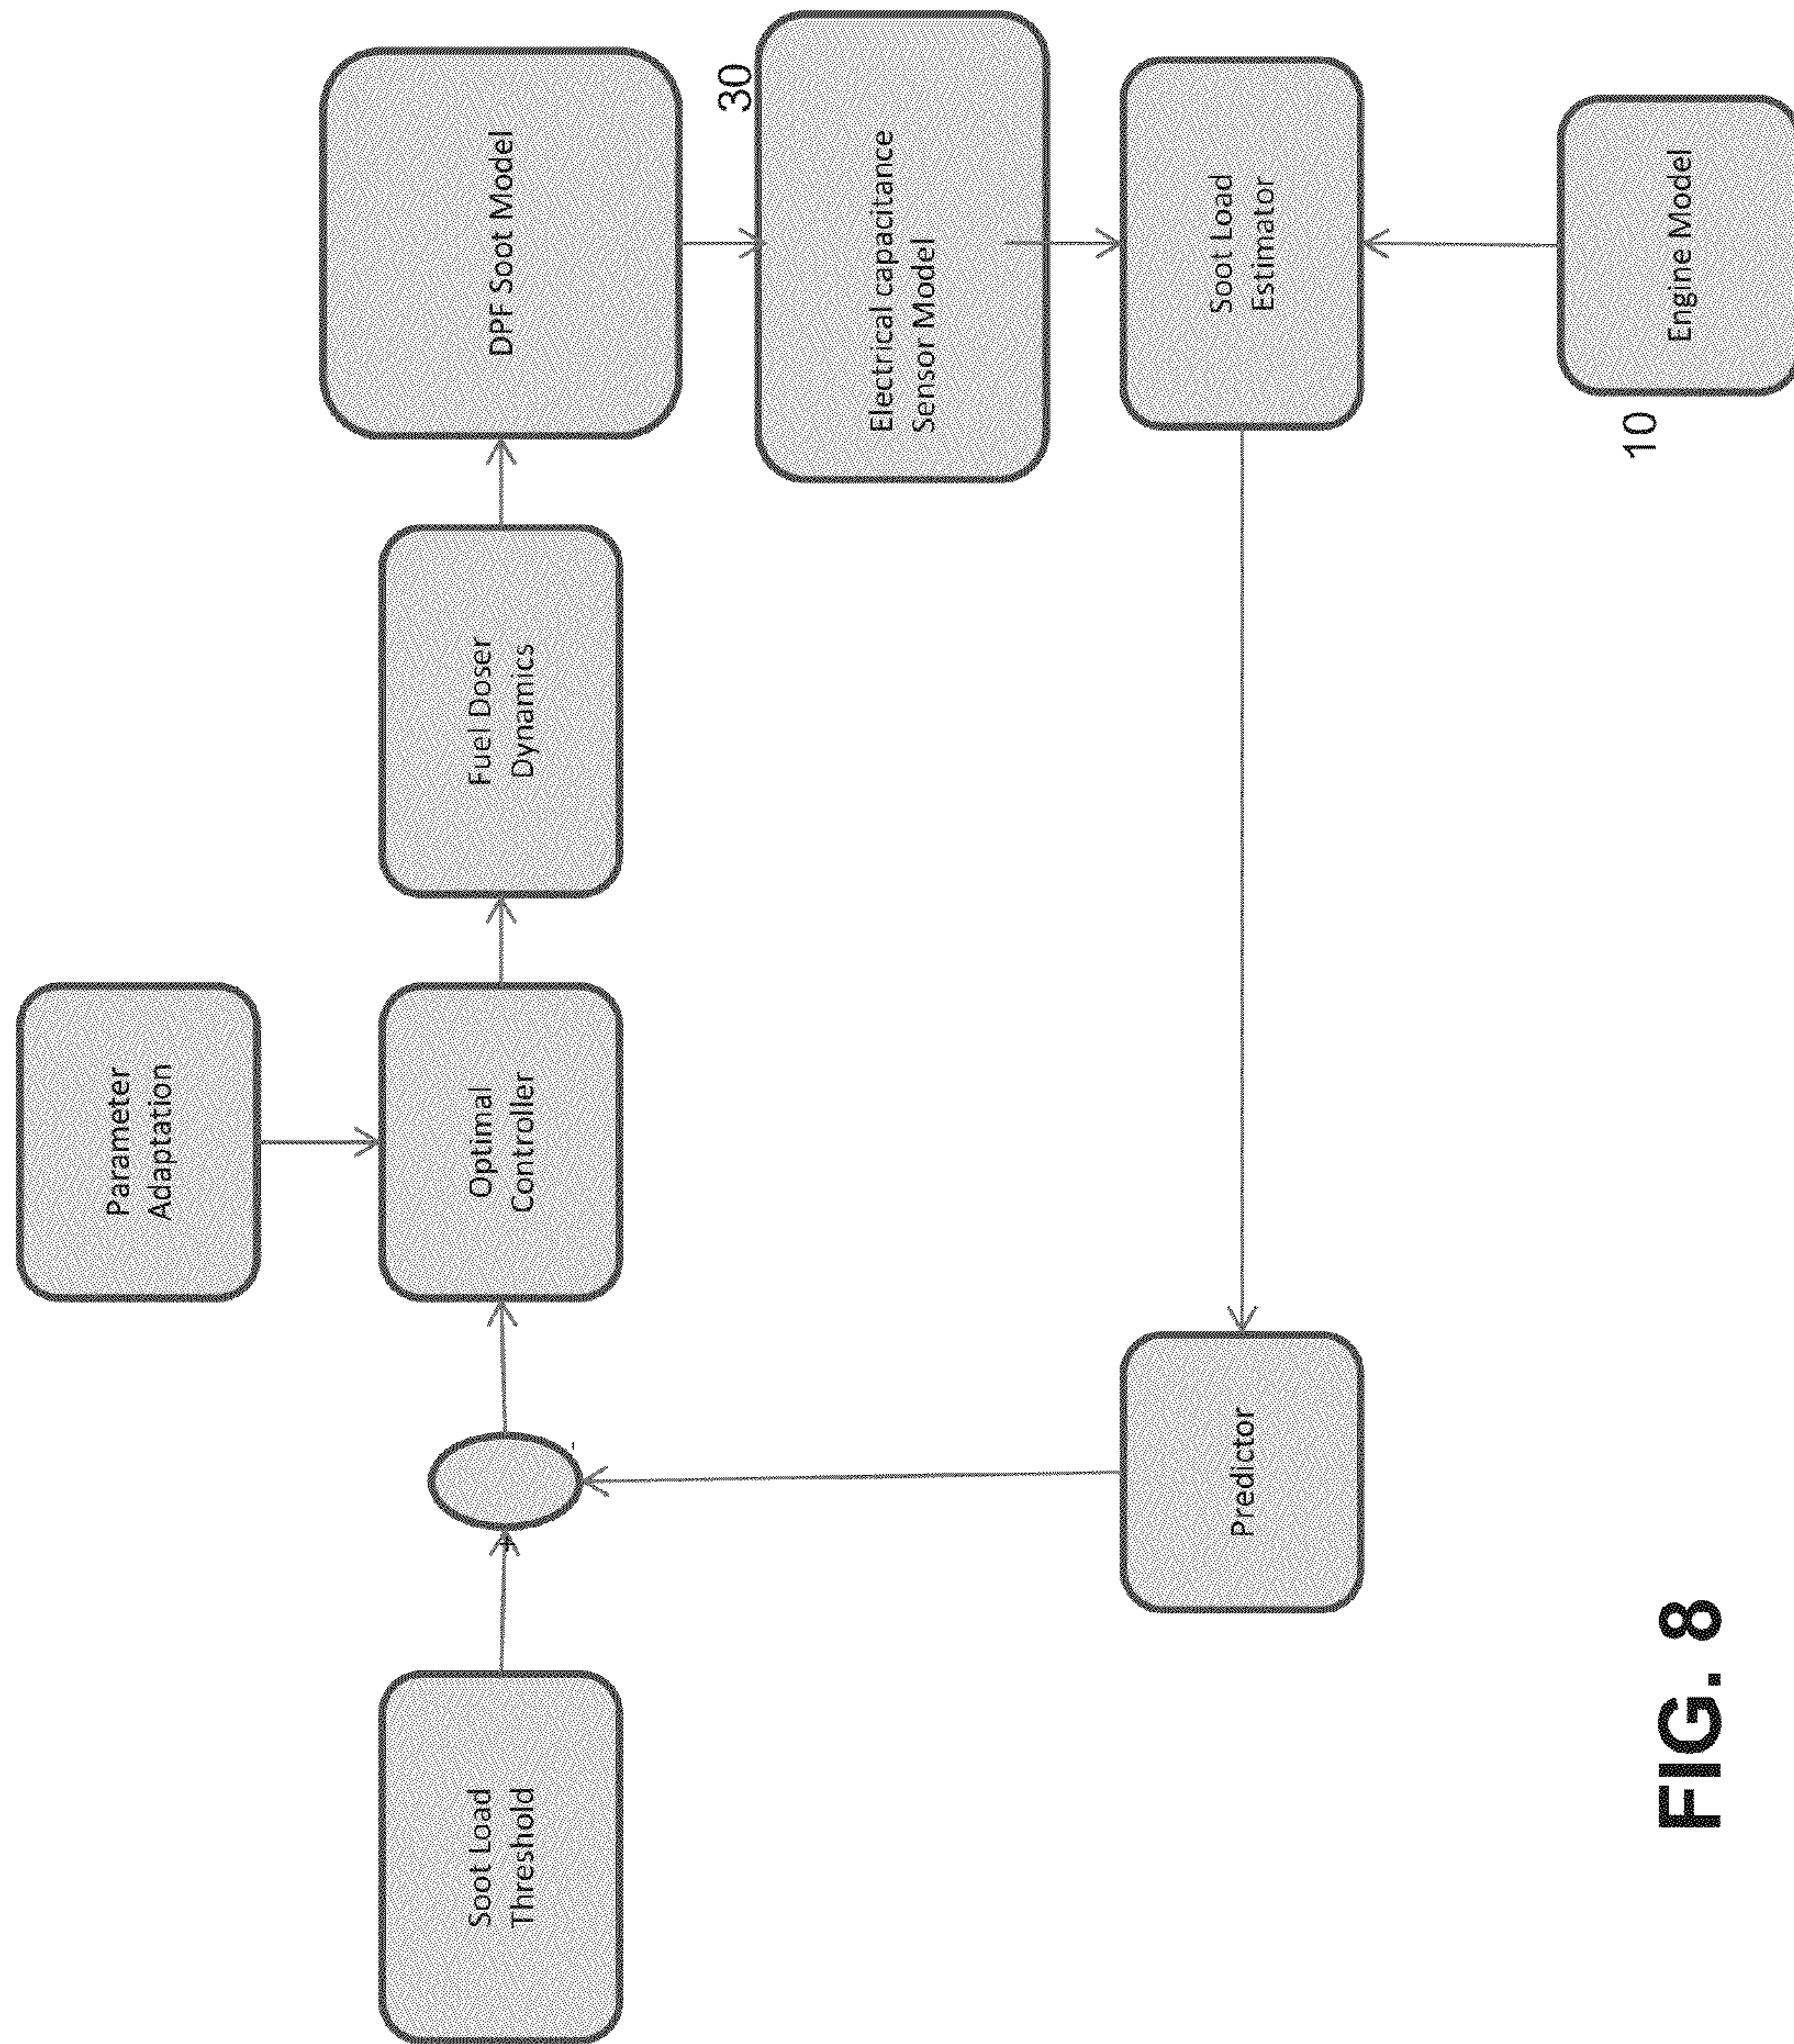 Parameter
Adaptation
Soot Load
Threshold
+
-
Optimal
Controller
Fuel Doser
Dynamics
DPF Soot Model
30
Electrical capacitance
Sensor Model
Predictor
Soot Load
Estimator
10
Engine Model
FIG. 8